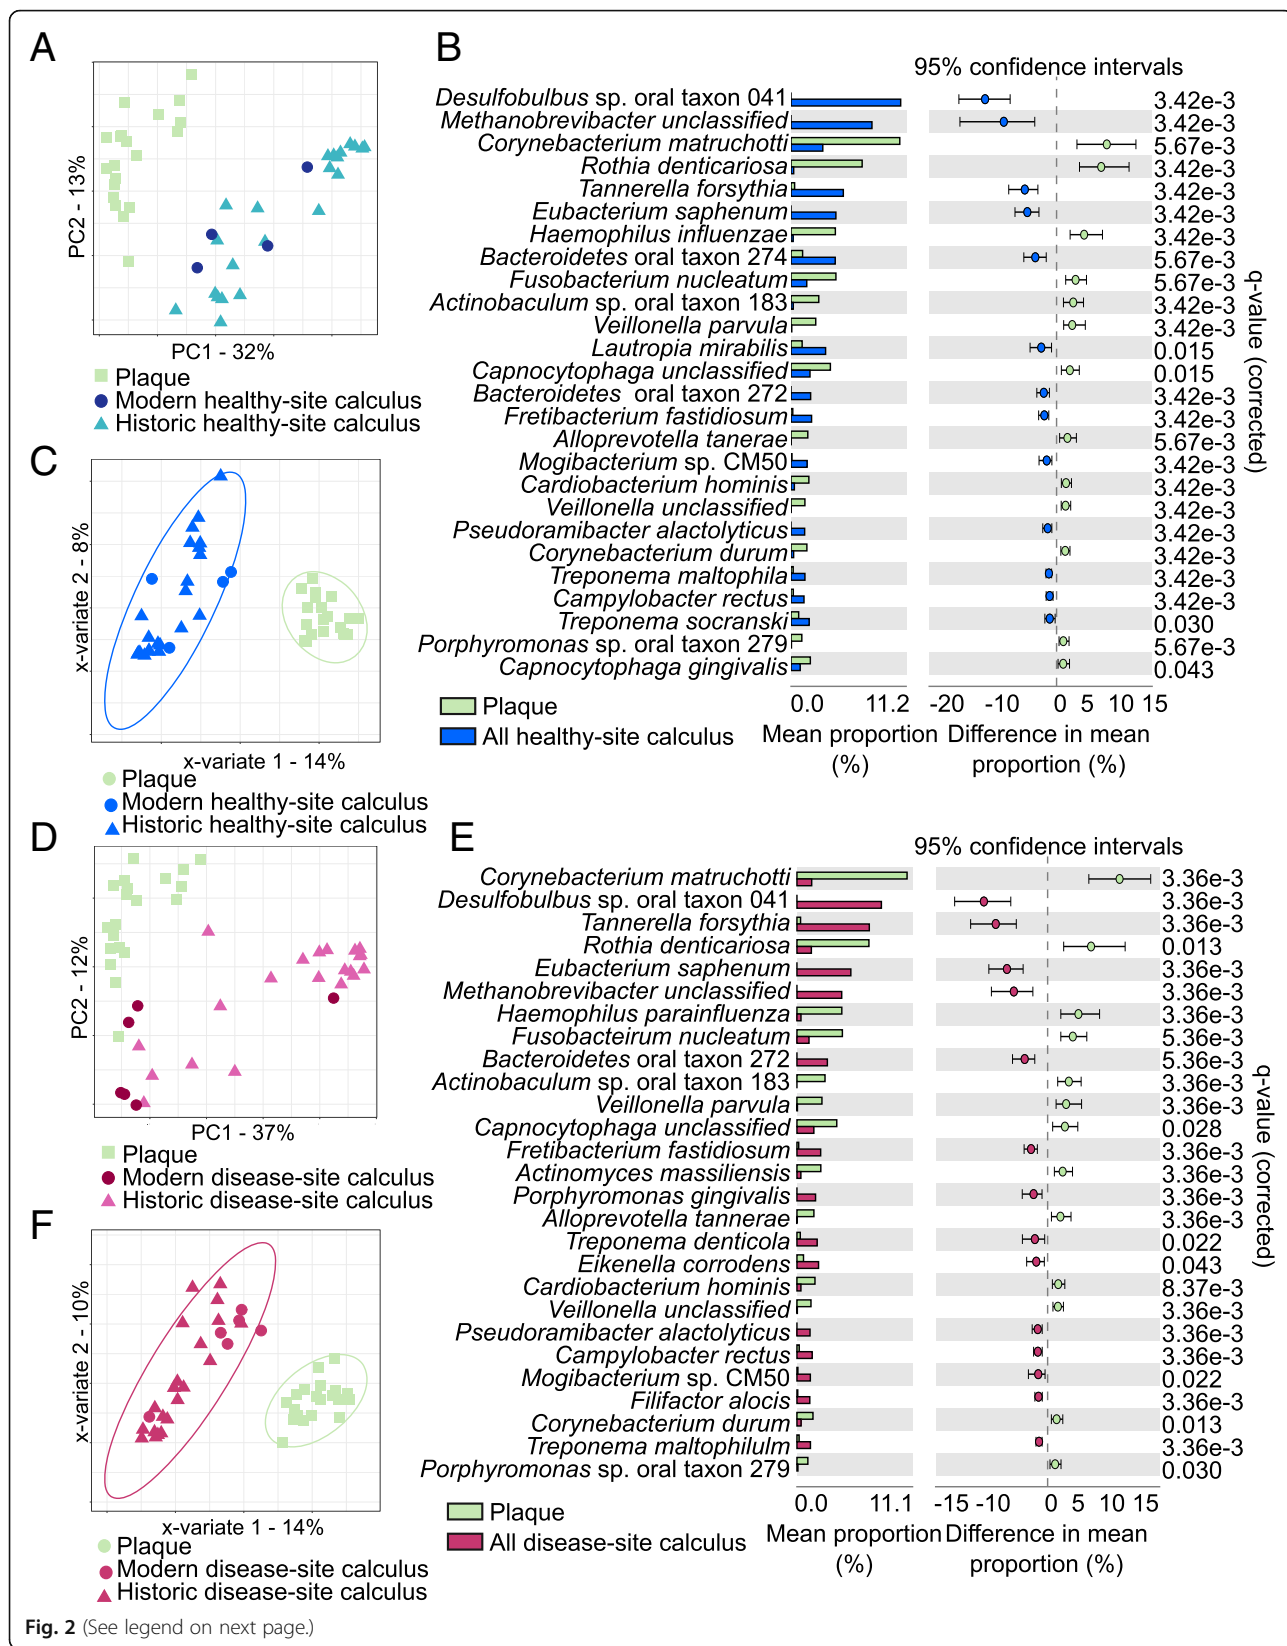 A
PC2 - 13%
PC1 - 32%
Plaque
Modern healthy-site calculus
Historic healthy-site calculus
B
95% confidence intervals
Desulfobulbus sp. oral taxon 041 3.42e-3
Methanobrevibacter unclassified 3.42e-3
Corynebacterium matruchotti 5.67e-3
Rothia denticariosa 3.42e-3
Tannerella forsythia 3.42e-3
Eubacterium saphenum 3.42e-3
Haemophilus influenzae 3.42e-3
Bacteroidetes oral taxon 274 5.67e-3
Fusobacterium nucleatum 5.67e-3
Actinobaculum sp. oral taxon 183 3.42e-3
Veillonella parvula 3.42e-3
Lautropia mirabilis 0.015
Capnocytophaga unclassified 0.015
Bacteroidetes oral taxon 272 3.42e-3
Fretibacterium fastidiosum 3.42e-3
Alloprevotella tanerae 5.67e-3
Mogibacterium sp. CM50 3.42e-3
Cardiobacterium hominis 3.42e-3
Veillonella unclassified 3.42e-3
Pseudoramibacter alactolyticus 3.42e-3
Corynebacterium durum 3.42e-3
Treponema maltophila 3.42e-3
Campylobacter rectus 3.42e-3
Treponema socranski 0.030
Porphyromonas sp. oral taxon 279 5.67e-3
Capnocytophaga gingivalis 0.043
q-value (corrected)
0.0 11.2 -20 -10 0 5 10 15
Plaque
All healthy-site calculus
Mean proportion (%)
Difference in mean proportion (%)
C
x-variate 2 - 8%
x-variate 1 - 14%
Plaque
Modern healthy-site calculus
Historic healthy-site calculus
D
PC2 - 12%
PC1 - 37%
Plaque
Modern disease-site calculus
Historic disease-site calculus
E
95% confidence intervals
Corynebacterium matruchotti 3.36e-3
Desulfobulbus sp. oral taxon 041 3.36e-3
Tannerella forsythia 3.36e-3
Rothia denticariosa 0.013
Eubacterium saphenum 3.36e-3
Methanobrevibacter unclassified 3.36e-3
Haemophilus parainfluenza 3.36e-3
Fusobacteirum nucleatum 5.36e-3
Bacteroidetes oral taxon 272 5.36e-3
Actinobaculum sp. oral taxon 183 3.36e-3
Veillonella parvula 3.36e-3
Capnocytophaga unclassified 0.028
Fretibacterium fastidiosum 3.36e-3
Actinomyces massiliensis 3.36e-3
Porphyromonas gingivalis 3.36e-3
Alloprevotella tannerae 3.36e-3
Treponema denticola 0.022
Eikenella corrodens 0.043
Cardiobacterium hominis 8.37e-3
Veillonella unclassified 3.36e-3
Pseudoramibacter alactolyticus 3.36e-3
Campylobacter rectus 3.36e-3
Mogibacterium sp. CM50 0.022
Filifactor alocis 3.36e-3
Corynebacterium durum 0.013
Treponema maltophilulm 3.36e-3
Porphyromonas sp. oral taxon 279 0.030
q-value (corrected)
0.0 11.1 -15 -10 0 5 10 15
Plaque
All disease-site calculus
Mean proportion (%)
Difference in mean proportion (%)
F
x-variate 2 - 10%
x-variate 1 - 14%
Plaque
Modern disease-site calculus
Historic disease-site calculus
Fig. 2 (See legend on next page.)